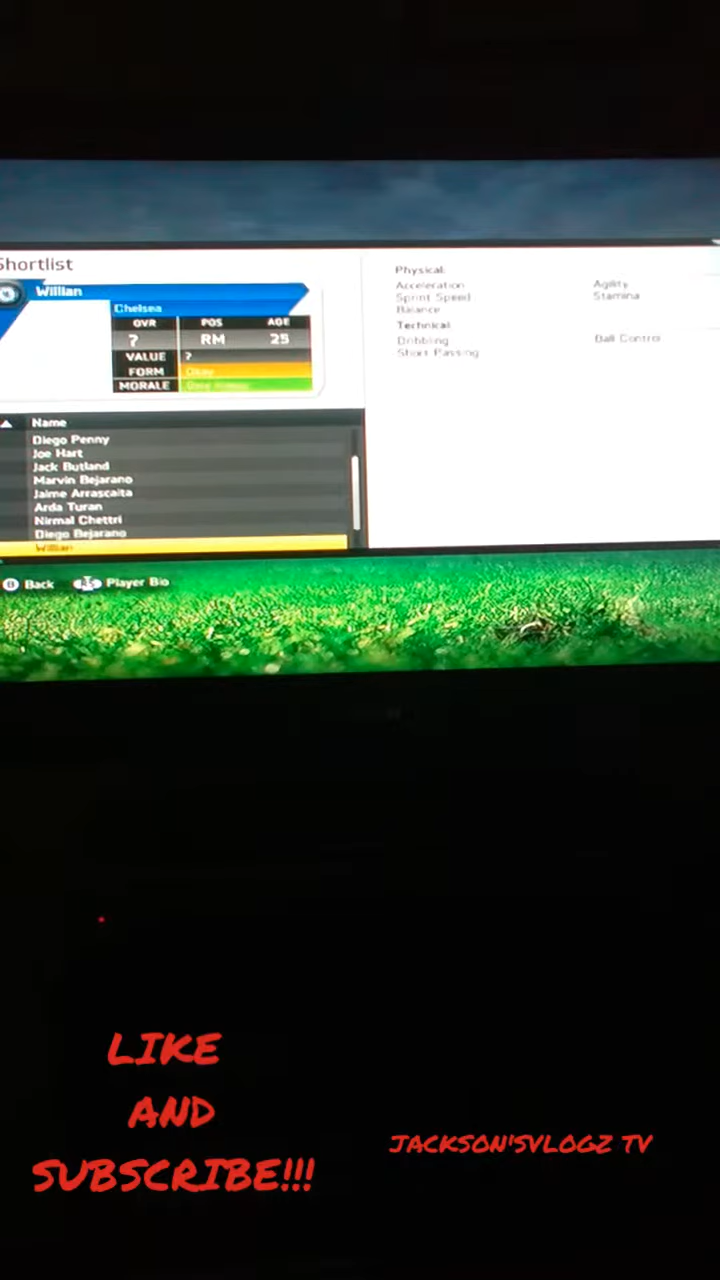 Shortlist
Willian
Chelsea
OVR POS AGE
? RM 25
VALUE ?
FORM Okay
MORALE
Name
Diego Penny
Joe Hart
Jack Butland
Marvin Bejarano
Jaime Arrascaita
Arda Turan
Nirmal Chettri
Diego Bejarano
Willian
Physical
Acceleration Agility
Sprint Speed Stamina
Balance
Technical
Dribbling Ball Control
Short Passing
Back Player Bio
LIKE
AND
SUBSCRIBE!!!
JACKSON'SVLOGZ TV